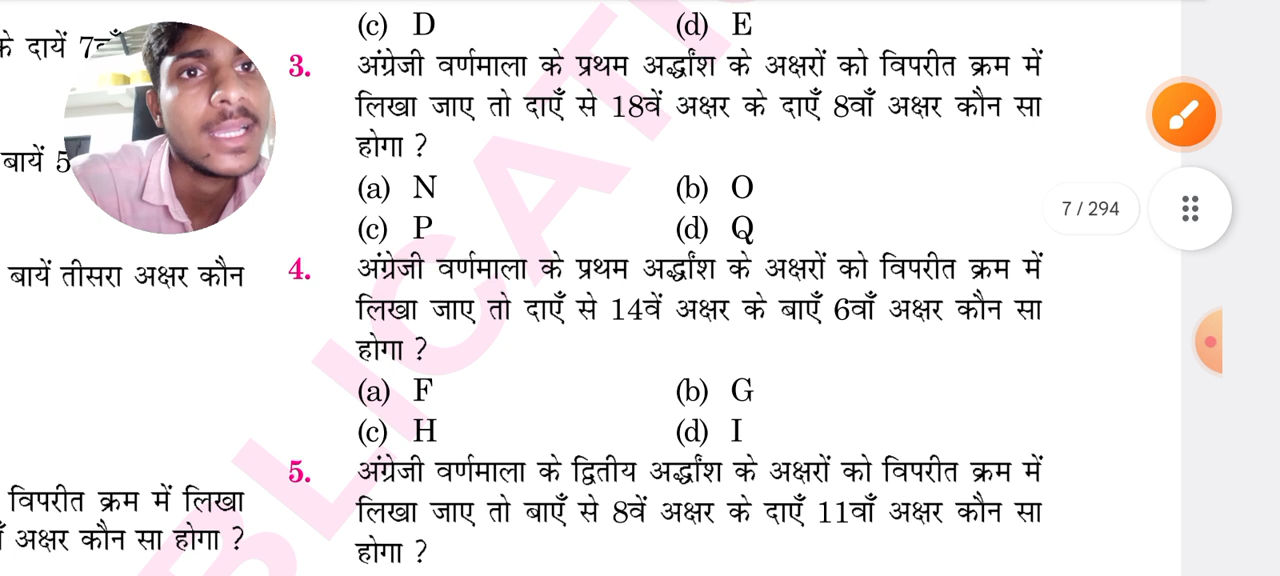 (c) D (d) E
के दायें 7वाँ
3. अंग्रेजी वर्णमाला के प्रथम अर्द्धांश के अक्षरों को विपरीत क्रम में
लिखा जाए तो दाएँ से 18वें अक्षर के दाएँ 8वाँ अक्षर कौन सा
होगा ?
बायें 5
(a) N (b) O
(c) P (d) Q
7 / 294
बायें तीसरा अक्षर कौन
4. अंग्रेजी वर्णमाला के प्रथम अर्द्धांश के अक्षरों को विपरीत क्रम में
लिखा जाए तो दाएँ से 14वें अक्षर के बाएँ 6वाँ अक्षर कौन सा
होगा ?
(a) F (b) G
(c) H (d) I
5. अंग्रेजी वर्णमाला के द्वितीय अर्द्धांश के अक्षरों को विपरीत क्रम में
लिखा जाए तो बाएँ से 8वें अक्षर के दाएँ 11वाँ अक्षर कौन सा
होगा ?
विपरीत क्रम में लिखा
अक्षर कौन सा होगा ?
BLICATI